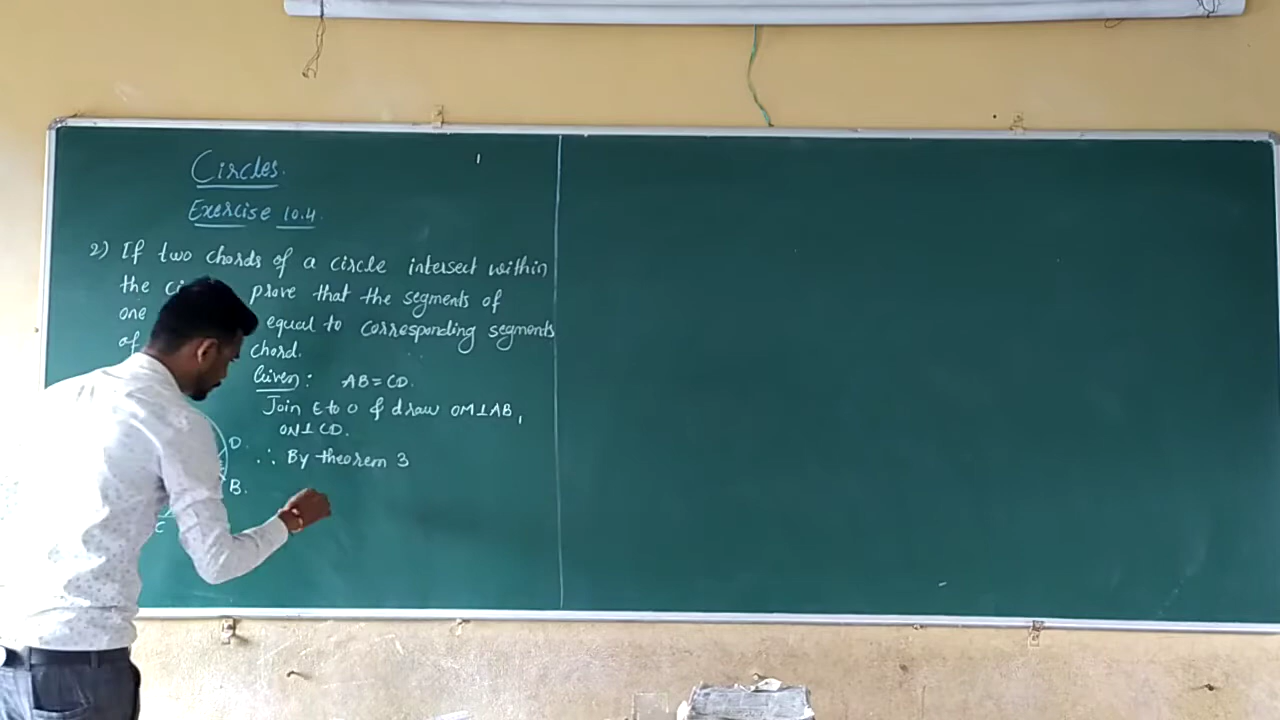 Circles.
Exercise 10.4
2) If two chords of a circle intersect within
the prove that the segments of
one equal to corresponding segments
of chord.
Given: AB = CD.
Join E to O & draw OM⊥AB,
ON⊥CD.
∴ By theorem 3
D
B.
C